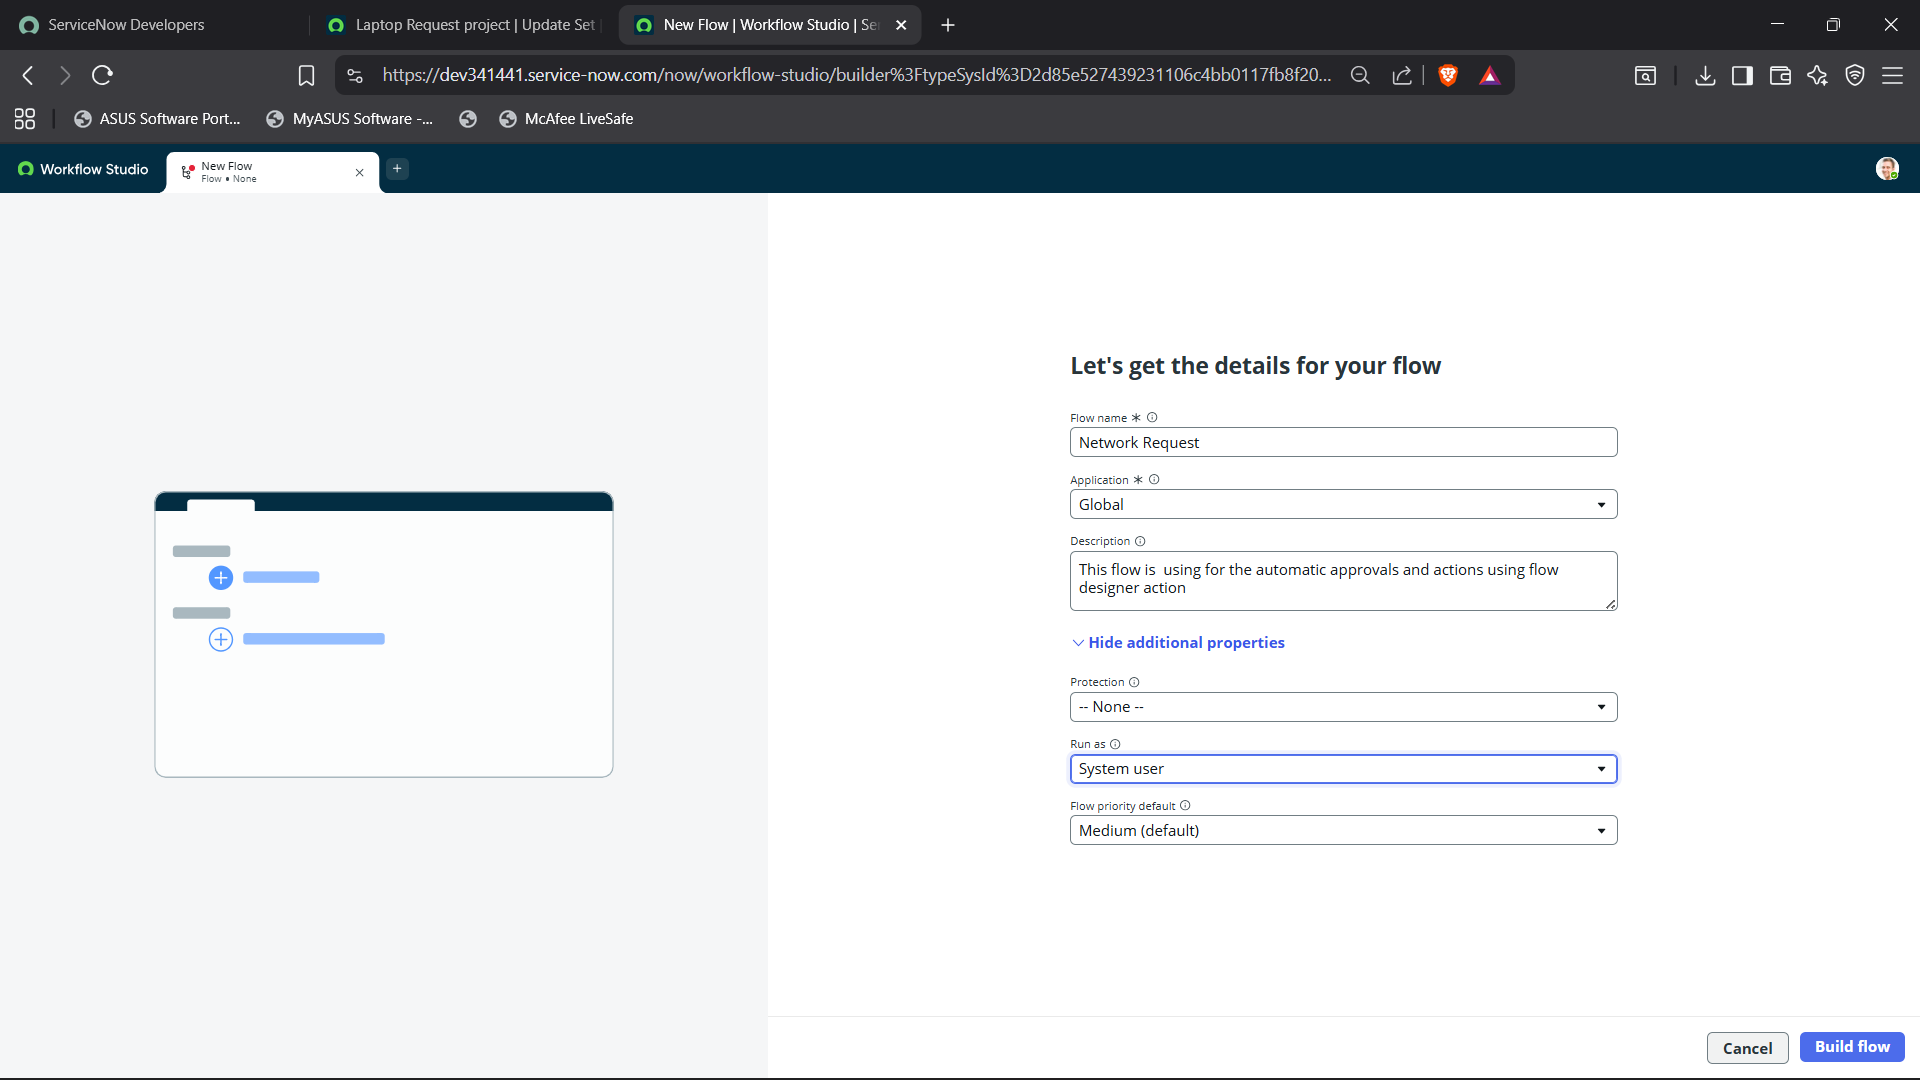 ServiceNow Developers
Laptop Request project | Update Set
New Flow | Workflow Studio | Se
https://dev341441.service-now.com/now/workflow-studio/builder%3FtypeSysId%3D2d85e527439231106c4bb0117fb8f20...
ASUS Software Port...
MyASUS Software -...
McAfee LiveSafe
Workflow Studio
New Flow
Flow • None
Let's get the details for your flow
Flow name *
Network Request
Application *
Global
Description
This flow is  using for the automatic approvals and actions using flow
designer action
Hide additional properties
Protection
-- None --
Run as
System user
Flow priority default
Medium (default)
Cancel
Build flow